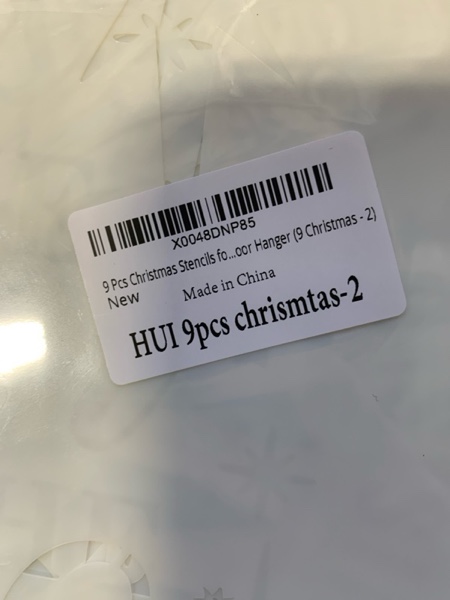 X0048DNP85
9 Pcs Christmas Stencils fo...oor Hanger (9 Christmas - 2)
New
Made in China
HUI 9pcs chrismtas-2